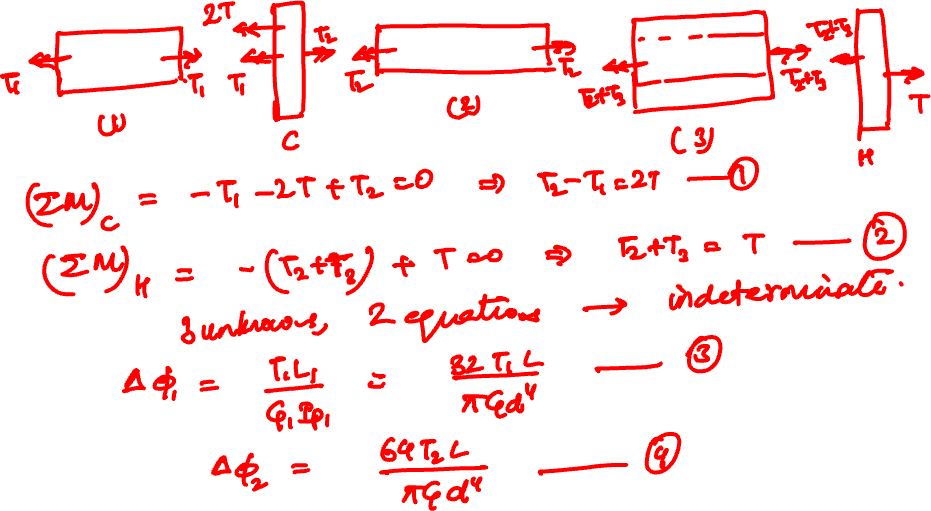 2T T₂ T₂+T₃
T₁ T₁ T₁ T₂ T₂ T₂+T₃ T₂+T₃ T
(1) C (2) (3) H
(ΣM)_C = -T₁ -2T + T₂ = 0 ⇒ T₂-T₁ = 2T —— ①
(ΣM)_H = -(T₂+T₃) + T = 0 ⇒ T₂+T₃ = T —— ②
3 unknowns, 2 equations → indeterminate.
Δφ₁ = T₁L₁/G₁Ip₁ = 32T₁L/πGd⁴ —— ③
Δφ₂ = 64T₂L/πGd⁴ —— ④